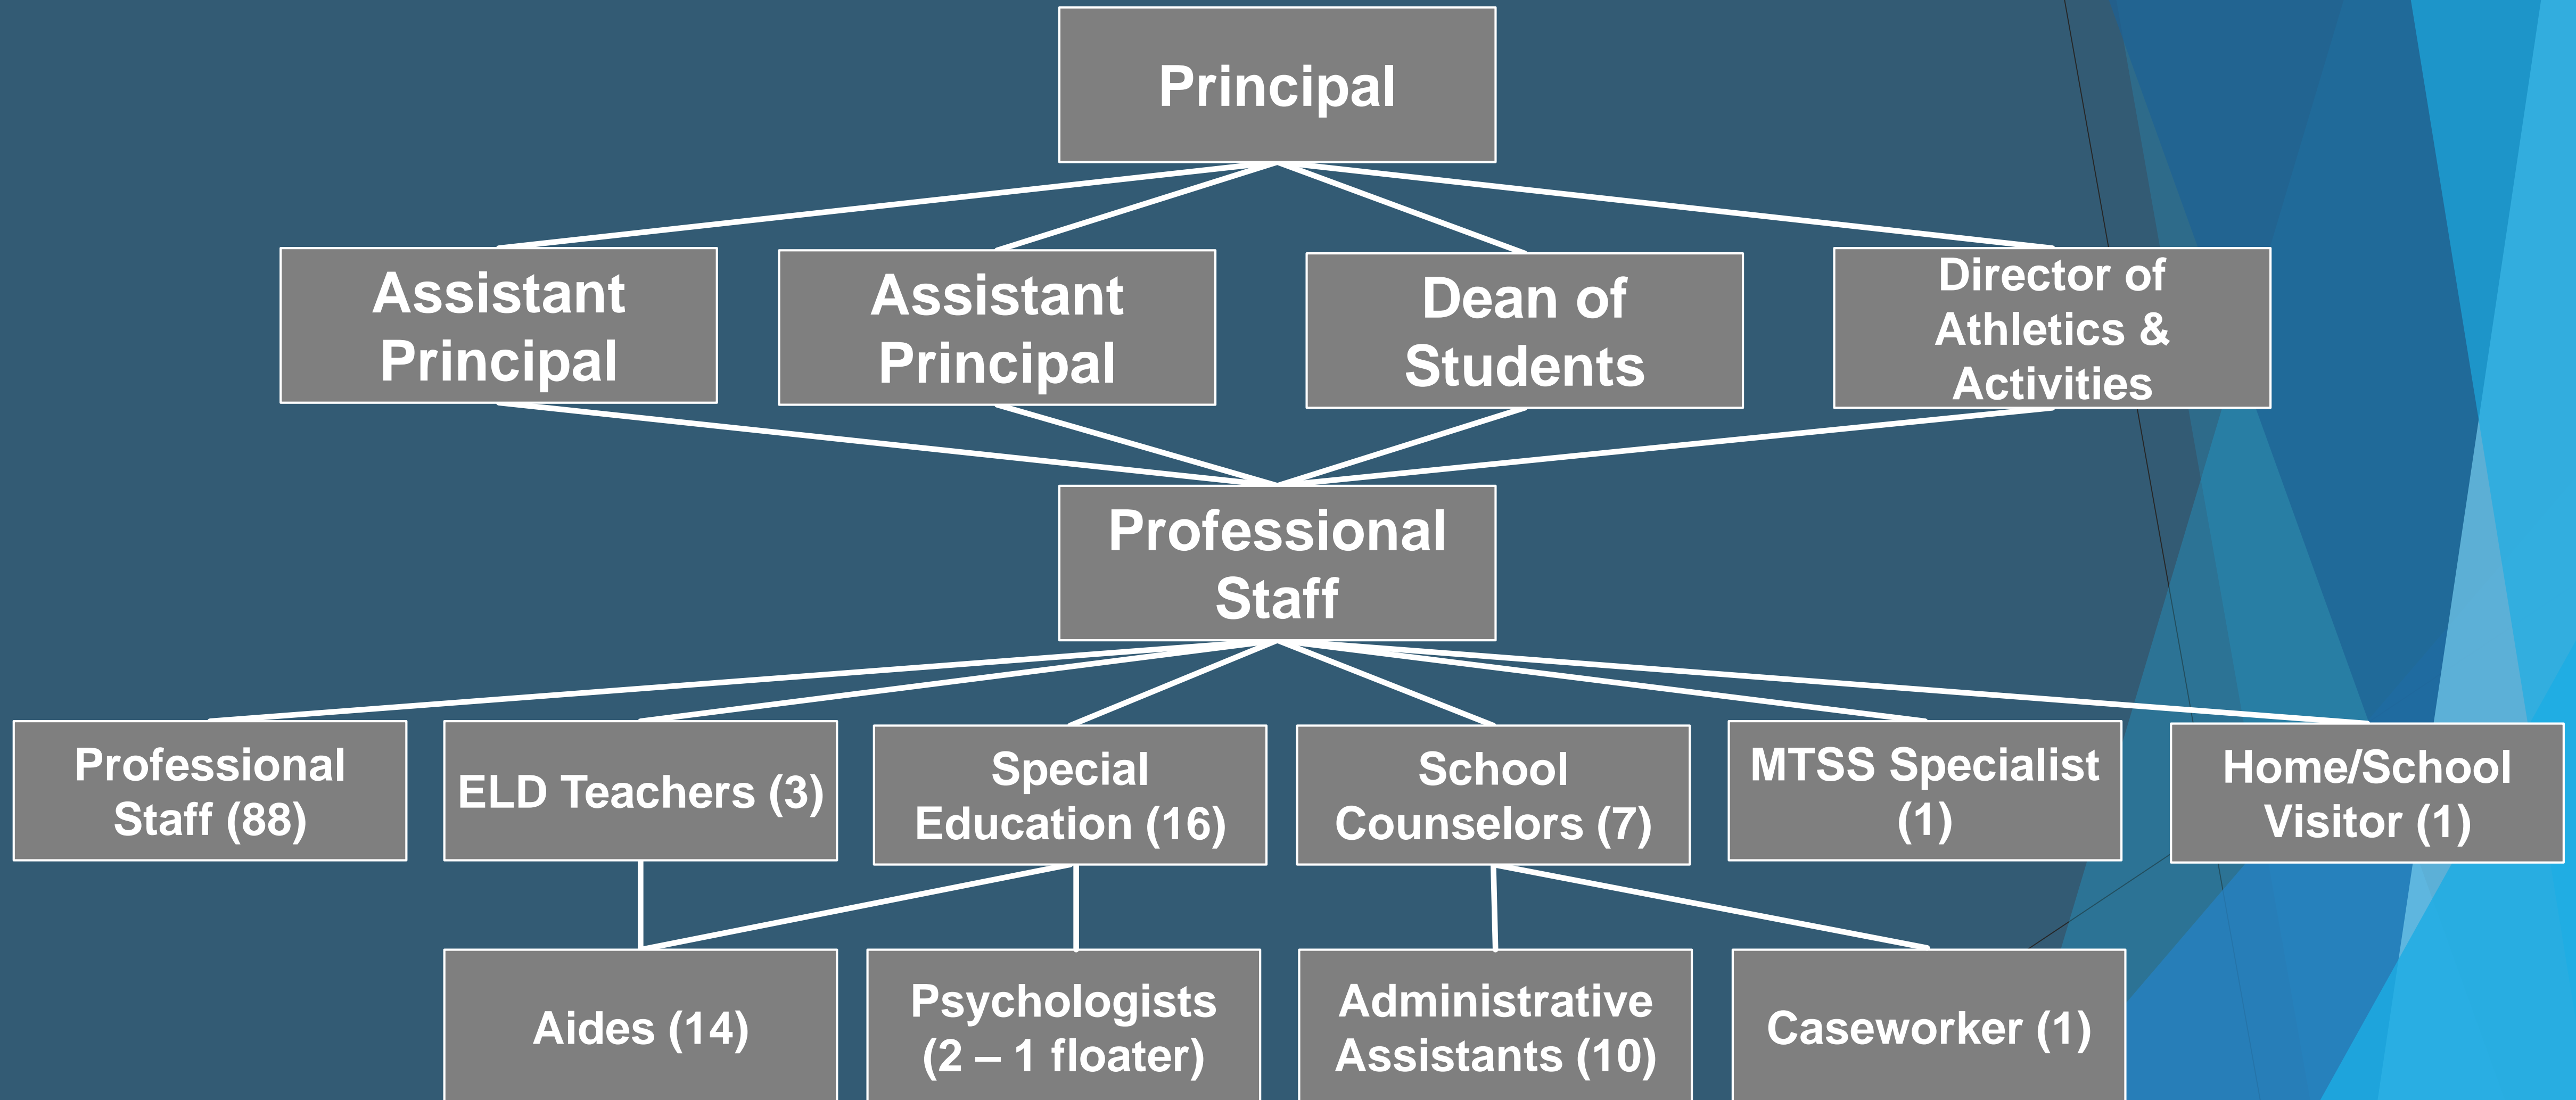 Principal
Assistant
Principal
Assistant
Principal
Dean of
Students
Director of
Athletics &
Activities
Professional
Staff
Professional
Staff (88)
ELD Teachers (3)
Special
Education (16)
School
Counselors (7)
MTSS Specialist
(1)
Home/School
Visitor (1)
Aides (14)
Psychologists
(2 – 1 floater)
Administrative
Assistants (10)
Caseworker (1)